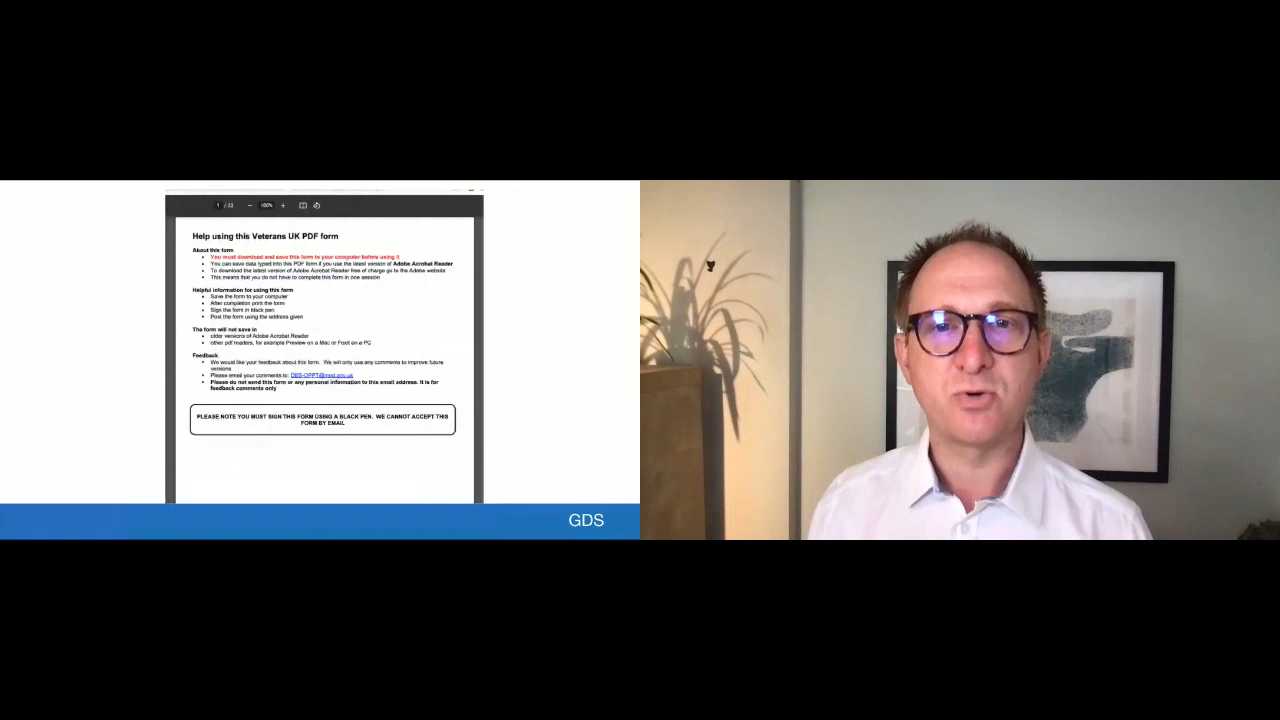 1 / 23 − 100% +
Help using this Veterans UK PDF form
About this form
• You must download and save this form to your computer before using it
• You can save data typed into this PDF form if you use the latest version of Adobe Acrobat Reader
• To download the latest version of Adobe Acrobat Reader free of charge go to the Adobe website
• This means that you do not have to complete this form in one session
Helpful information for using this form
• Save the form to your computer
• After completion print the form
• Sign the form in black pen
• Post the form using the address given
The form will not save in
• older versions of Adobe Acrobat Reader
• other pdf readers, for example Preview on a Mac or Foxit on a PC
Feedback
• We would like your feedback about this form. We will only use any comments to improve future
versions
• Please email your comments to: DBS-OPPT@mod.gov.uk
• Please do not send this form or any personal information to this email address. It is for
feedback comments only
PLEASE NOTE YOU MUST SIGN THIS FORM USING A BLACK PEN. WE CANNOT ACCEPT THIS
FORM BY EMAIL
GDS